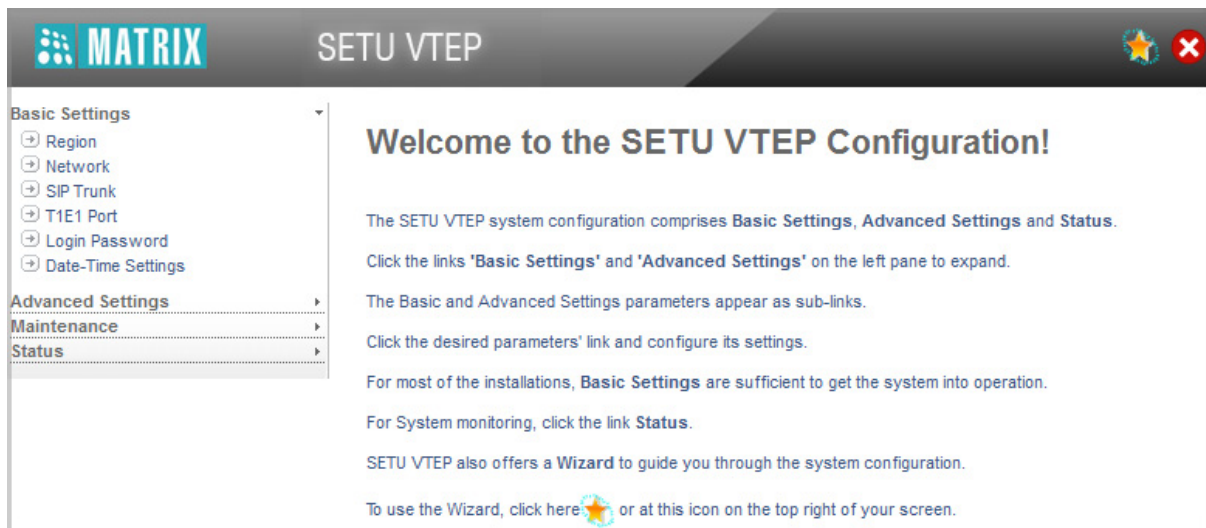 MATRIX
SETU VTEP
Basic Settings
Region
Network
SIP Trunk
T1E1 Port
Login Password
Date-Time Settings
Advanced Settings
Maintenance
Status
Welcome to the SETU VTEP Configuration!
The SETU VTEP system configuration comprises Basic Settings, Advanced Settings and Status.
Click the links 'Basic Settings' and 'Advanced Settings' on the left pane to expand.
The Basic and Advanced Settings parameters appear as sub-links.
Click the desired parameters' link and configure its settings.
For most of the installations, Basic Settings are sufficient to get the system into operation.
For System monitoring, click the link Status.
SETU VTEP also offers a Wizard to guide you through the system configuration.
To use the Wizard, click here or at this icon on the top right of your screen.